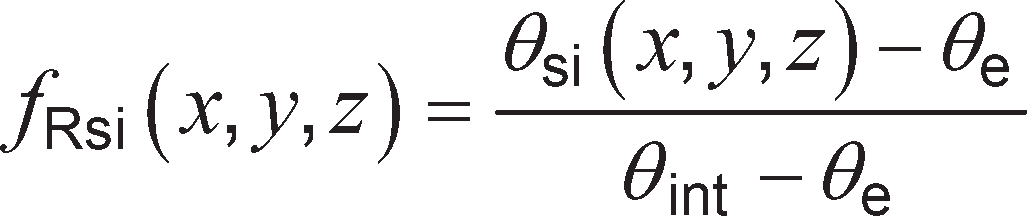 f_Rsi (x, y, z) = (θ_si (x, y, z) − θ_e) / (θ_int − θ_e)